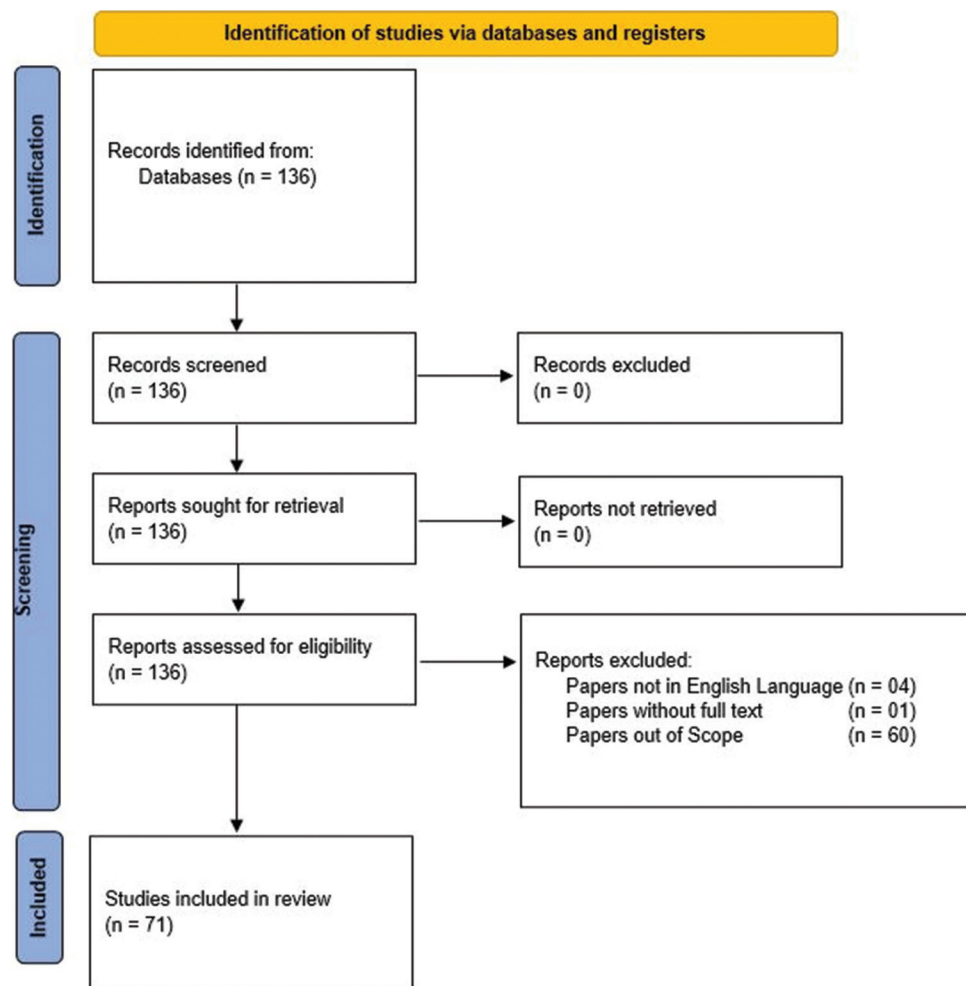 Identification of studies via databases and registers
Identification
Records identified from:
Databases (n = 136)
Screening
Records screened
(n = 136)
Records excluded
(n = 0)
Reports sought for retrieval
(n = 136)
Reports not retrieved
(n = 0)
Reports assessed for eligibility
(n = 136)
Reports excluded:
Papers not in English Language (n = 04)
Papers without full text (n = 01)
Papers out of Scope (n = 60)
Included
Studies included in review
(n = 71)